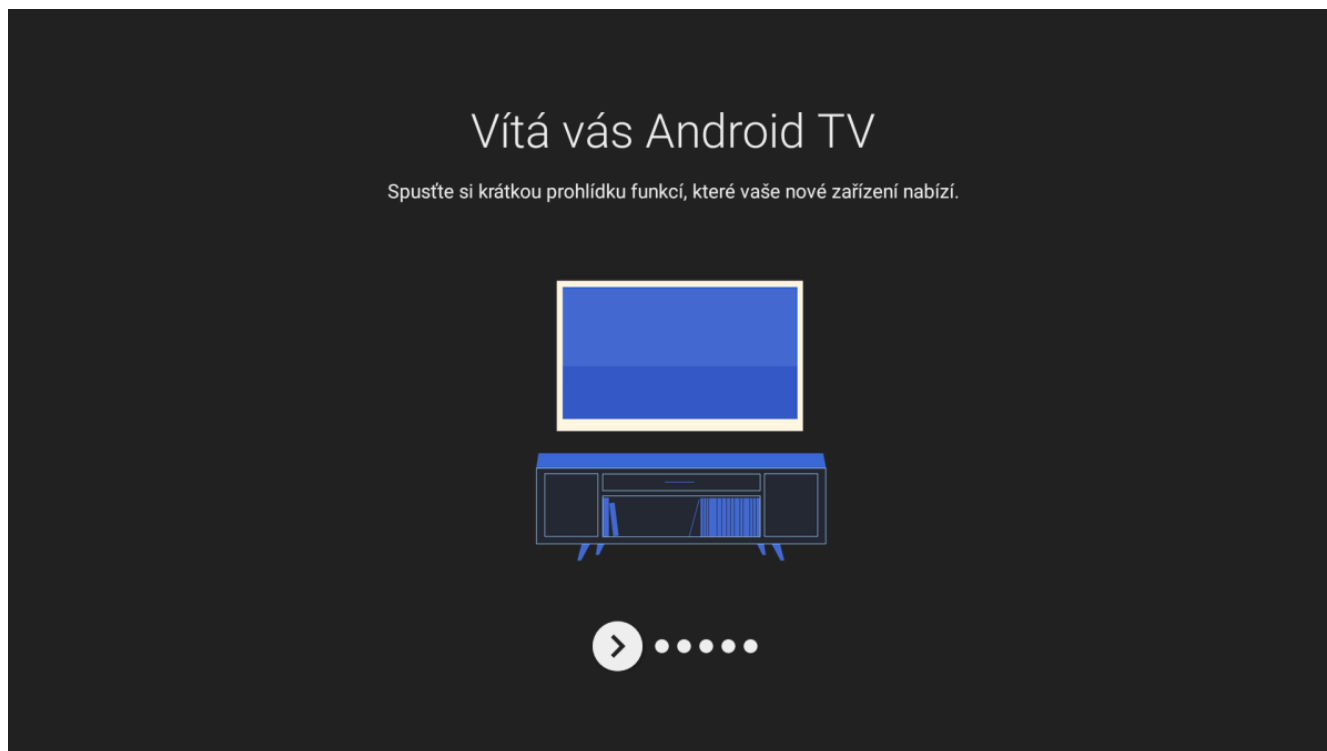 Vítá vás Android TV
Spusťte si krátkou prohlídku funkcí, které vaše nové zařízení nabízí.